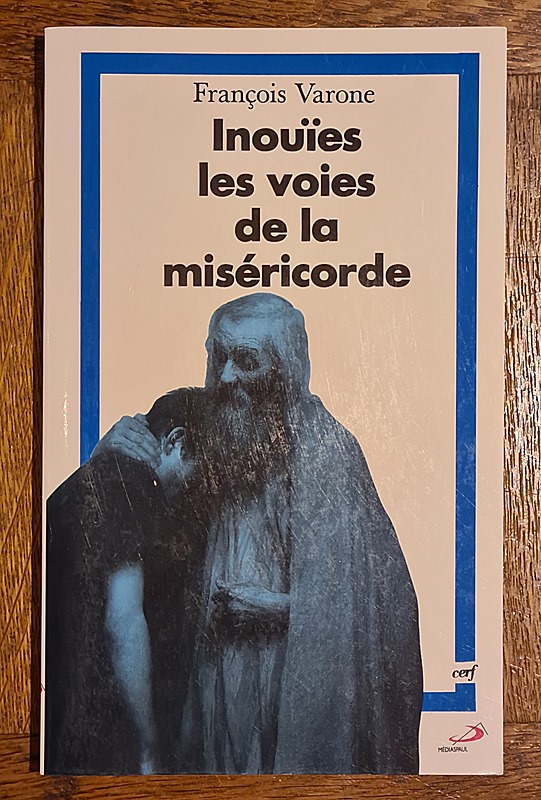 François Varone
Inouïes
les voies
de la
miséricorde
cerf
MÉDIASPAUL